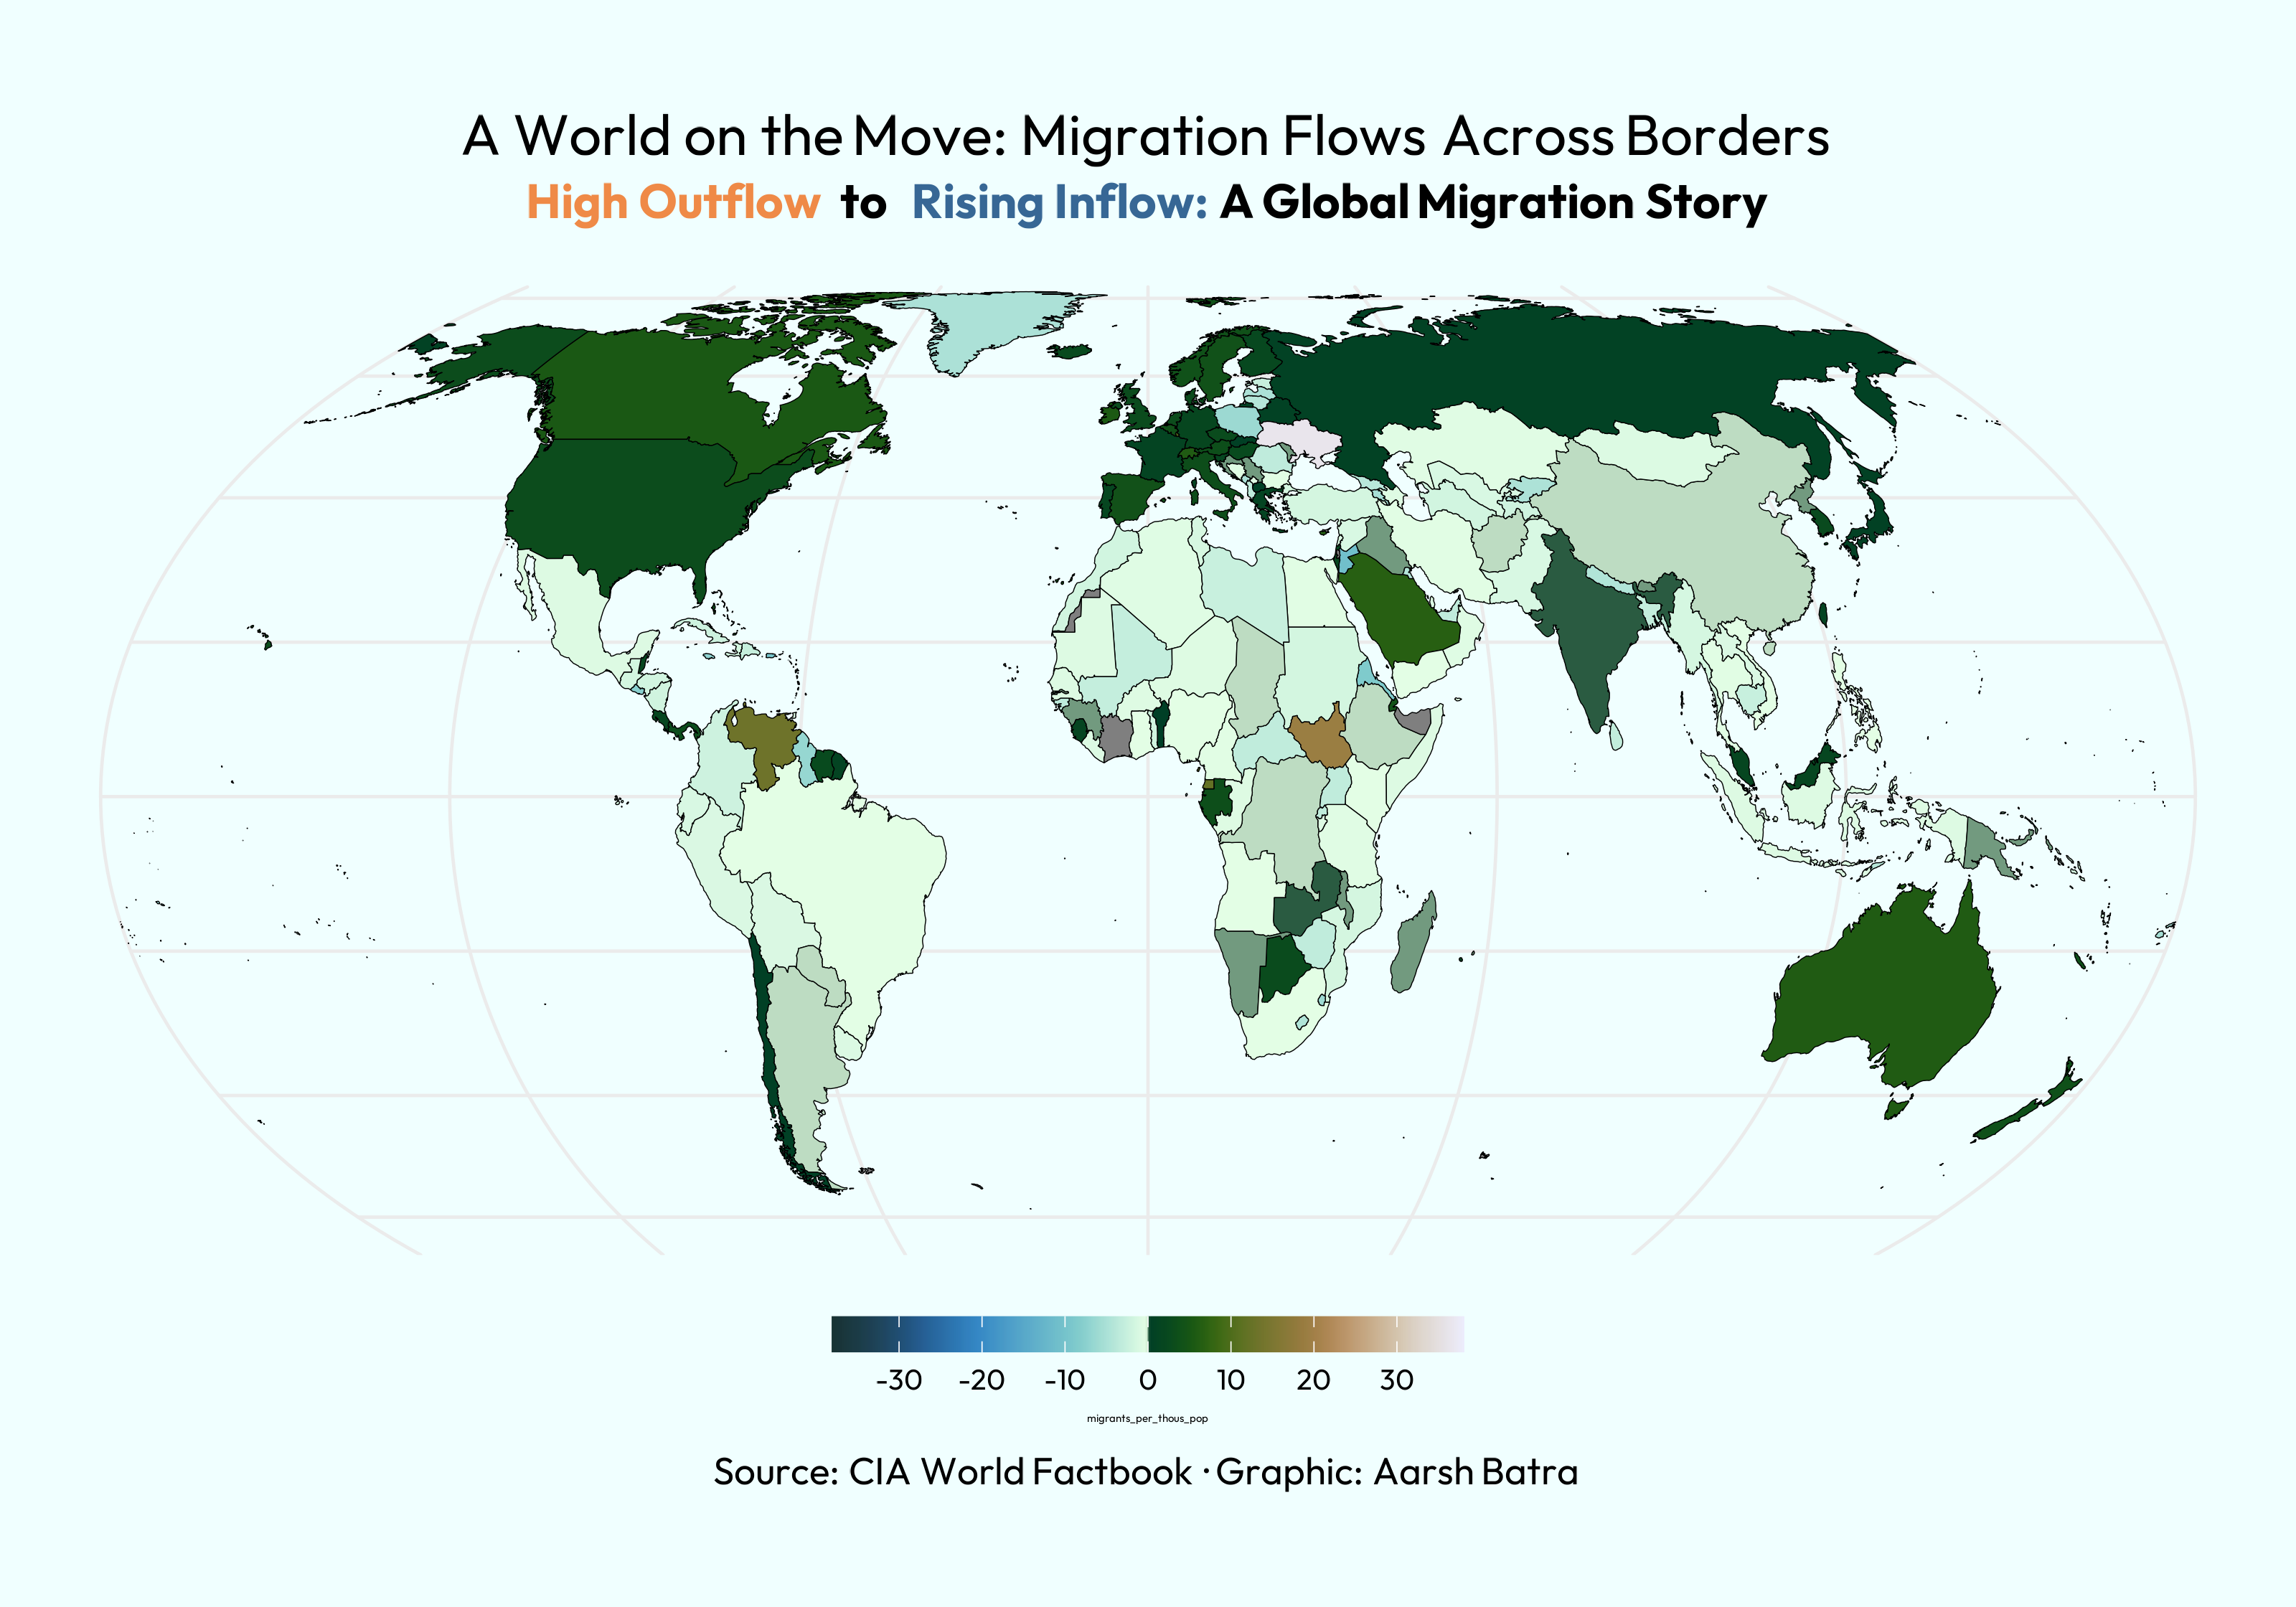 A World on the Move: Migration Flows Across Borders
High Outflow to Rising Inflow: A Global Migration Story
-30 -20 -10 0 10 20 30
migrants_per_thous_pop
Source: CIA World Factbook · Graphic: Aarsh Batra